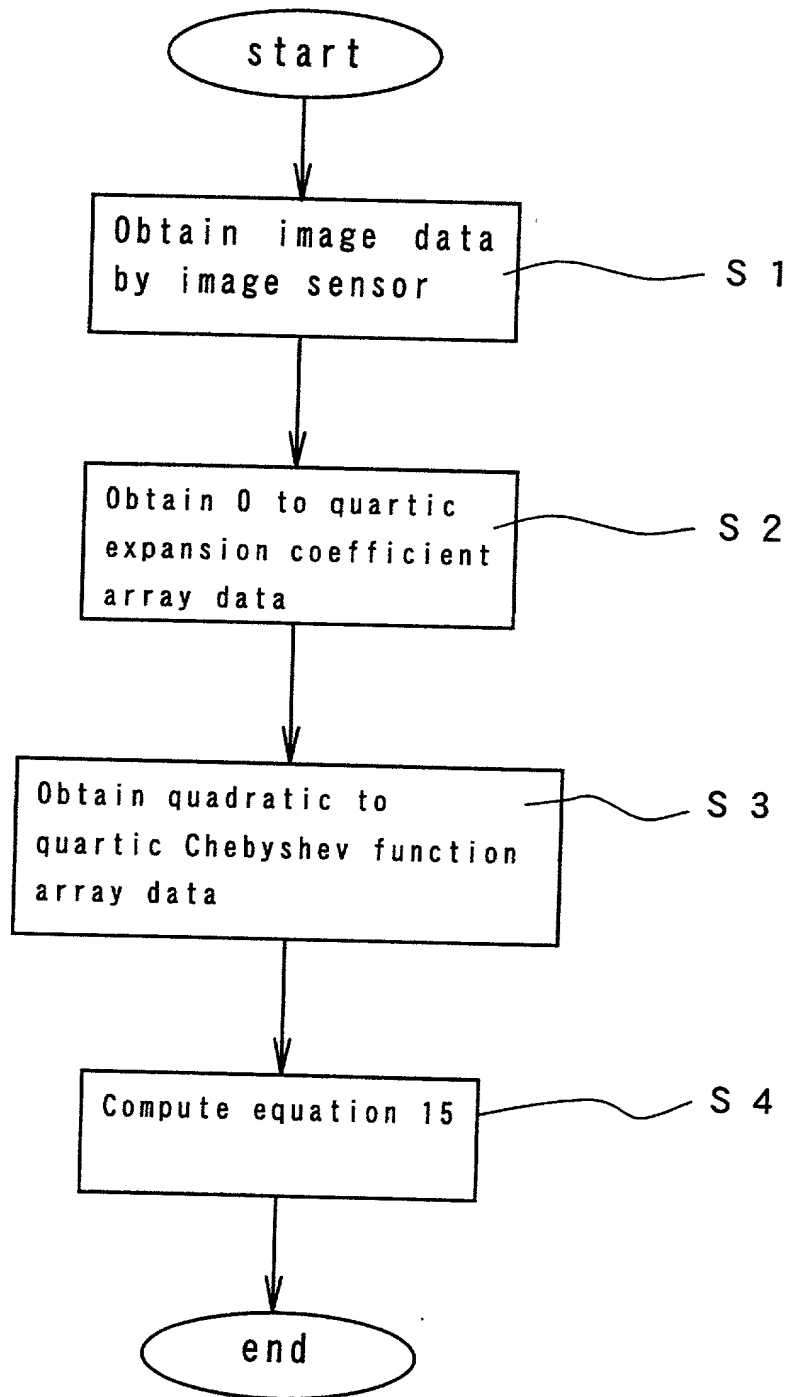 start
Obtain image data
by image sensor
S 1
Obtain 0 to quartic
expansion coefficient
array data
S 2
Obtain quadratic to
quartic Chebyshev function
array data
S 3
Compute equation 15
S 4
end